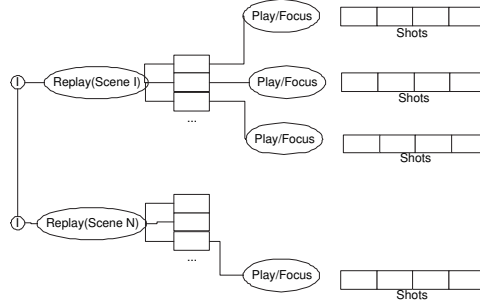 Play/Focus
Shots
I
Replay(Scene I)
Play/Focus
Shots
...
Play/Focus
Shots
I
Replay(Scene N)
...
Play/Focus
Shots